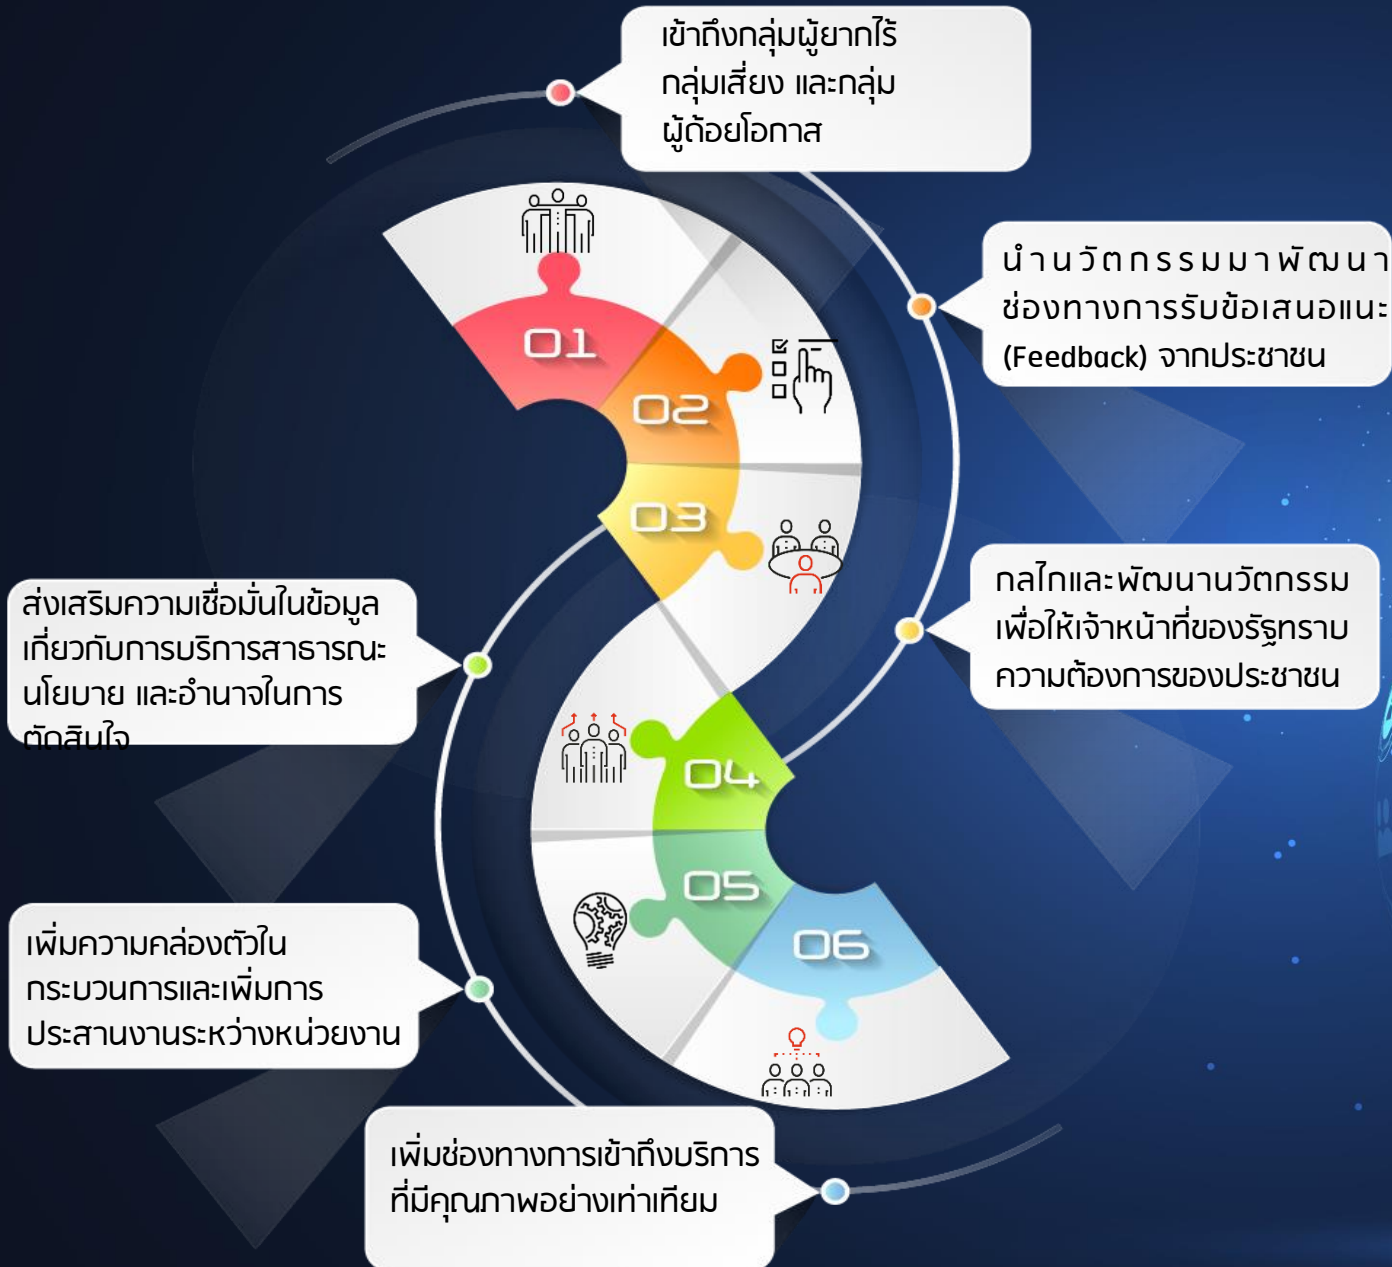 เข้าถึงกลุ่มผู้ยากไร้
กลุ่มเสี่ยง และกลุ่ม
ผู้ด้อยโอกาส
01
นำนวัตกรรมมาพัฒนา
ช่องทางการรับข้อเสนอแนะ
(Feedback) จากประชาชน
02
03
กลไกและพัฒนานวัตกรรม
เพื่อให้เจ้าหน้าที่ของรัฐทราบ
ความต้องการของประชาชน
ส่งเสริมความเชื่อมั่นในข้อมูล
เกี่ยวกับการบริการสาธารณะ
นโยบาย และอำนาจในการ
ตัดสินใจ
04
05
เพิ่มความคล่องตัวใน
กระบวนการและเพิ่มการ
ประสานงานระหว่างหน่วยงาน
06
เพิ่มช่องทางการเข้าถึงบริการ
ที่มีคุณภาพอย่างเท่าเทียม